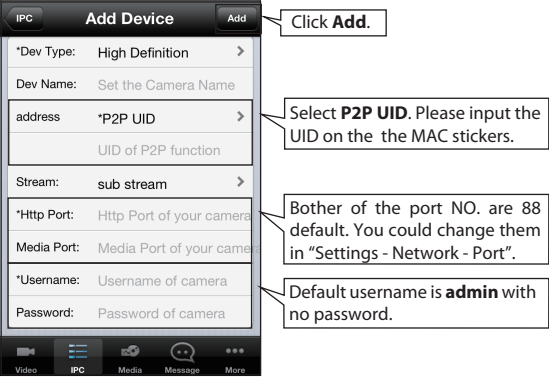 IPC Add Device Add
Click Add.
*Dev Type: High Definition
Dev Name: Set the Camera Name
address *P2P UID
UID of P2P function
Select P2P UID. Please input the
UID on the the MAC stickers.
Stream: sub stream
*Http Port: Http Port of your camera
Media Port: Media Port of your camera
Bother of the port NO. are 88
default. You could change them
in “Settings - Network - Port”.
*Username: Username of camera
Password: Password of camera
Default username is admin with
no password.
Video IPC Media Message More